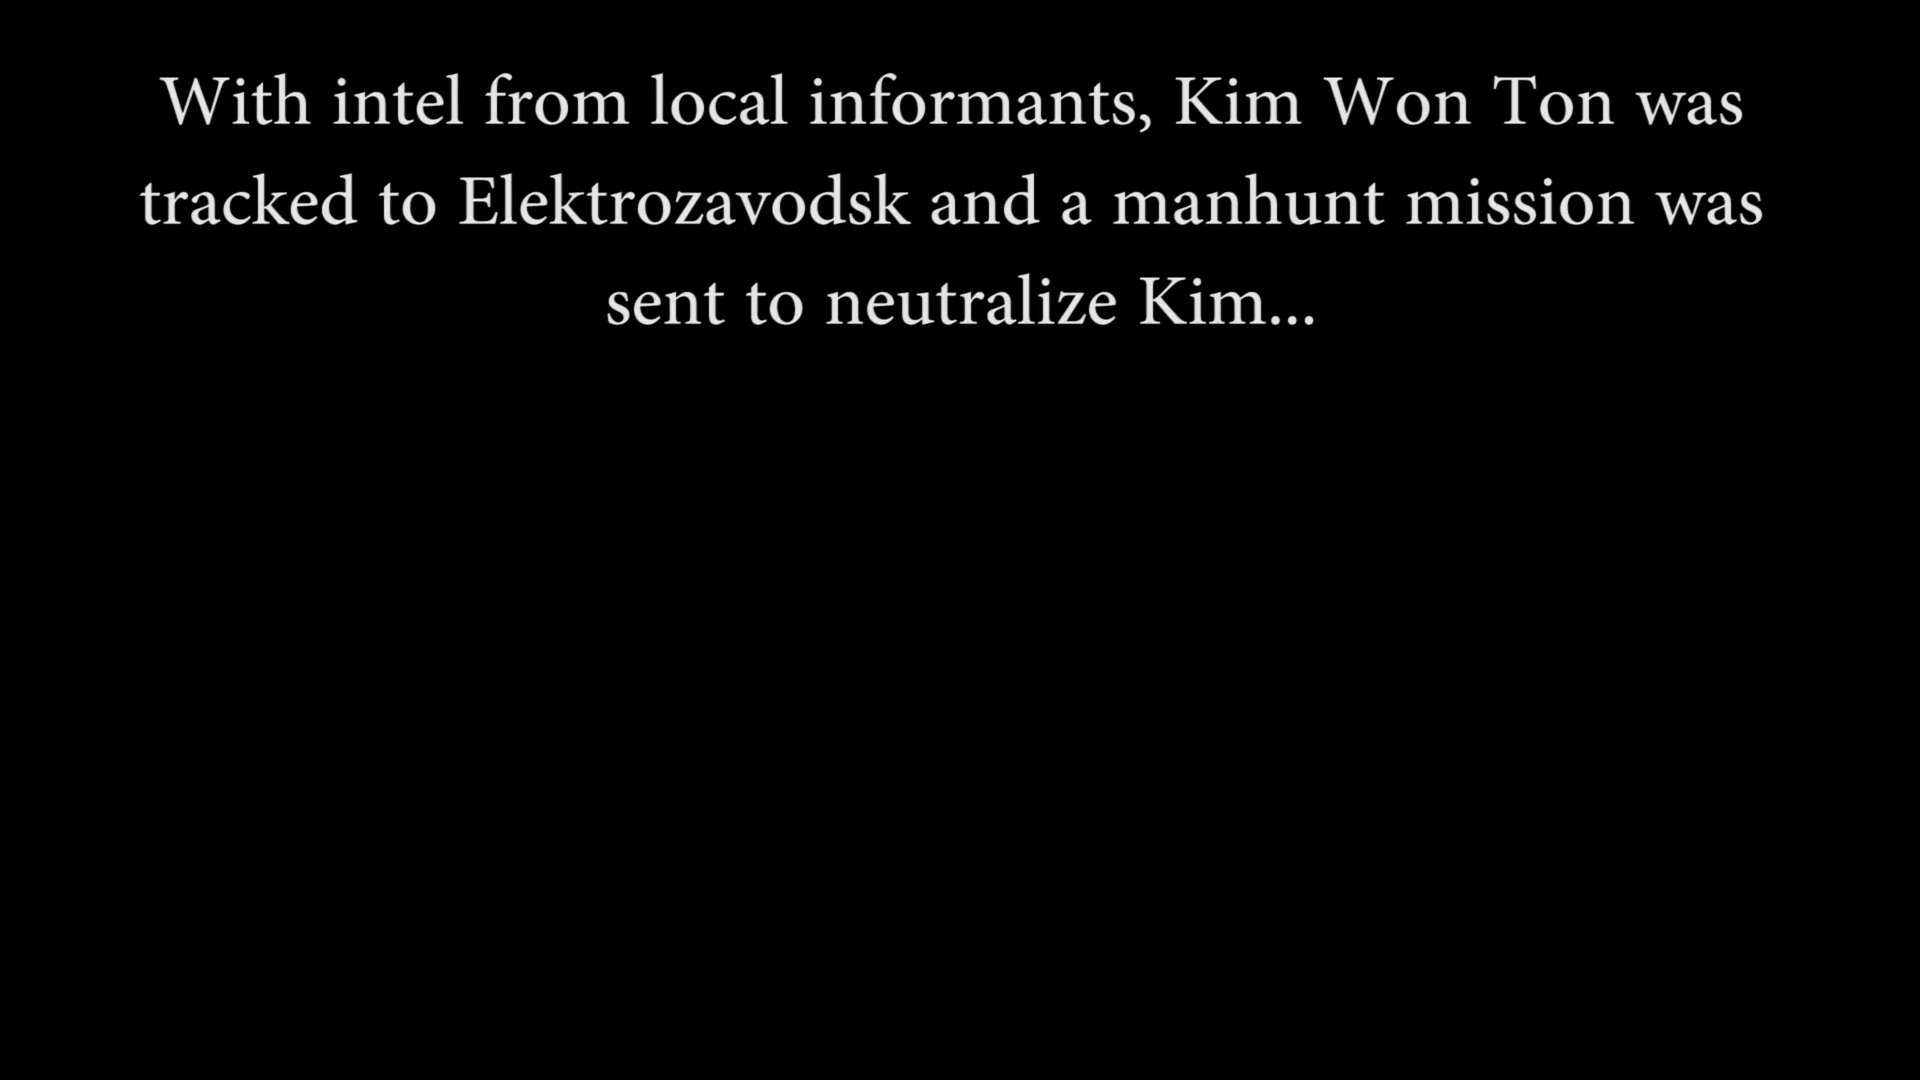 With intel from local informants, Kim Won Ton was
tracked to Elektrozavodsk and a manhunt mission was
sent to neutralize Kim...